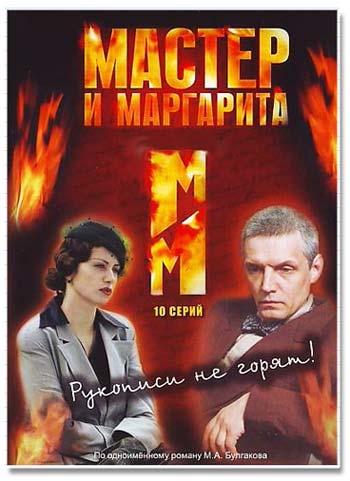 МАСТЕР
И МАРГАРИТА
М
М
10 СЕРИЙ
Рукописи не горят!
По одноимённому роману М.А. Булгакова